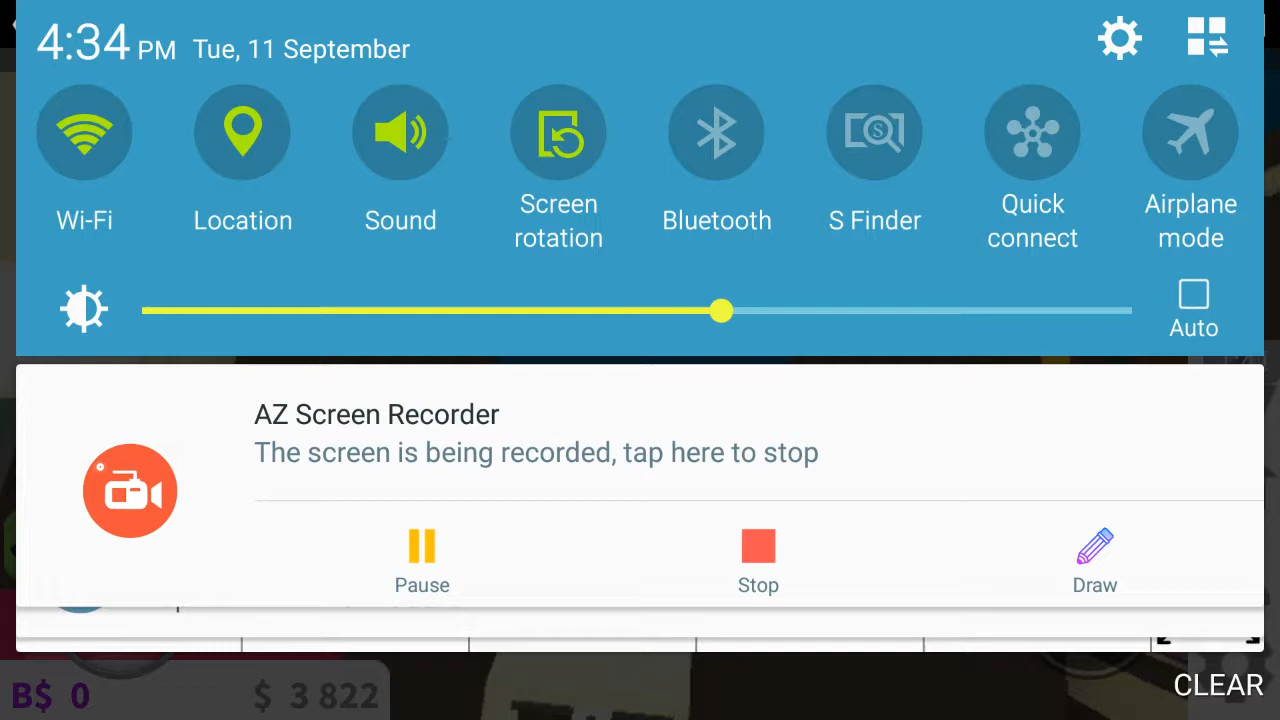 4:34 PM Tue, 11 September
Wi-Fi
Location
Sound
Screen rotation
Bluetooth
S Finder
Quick connect
Airplane mode
Auto
AZ Screen Recorder
The screen is being recorded, tap here to stop
Pause
Stop
Draw
B$ 0 $ 3 822
CLEAR